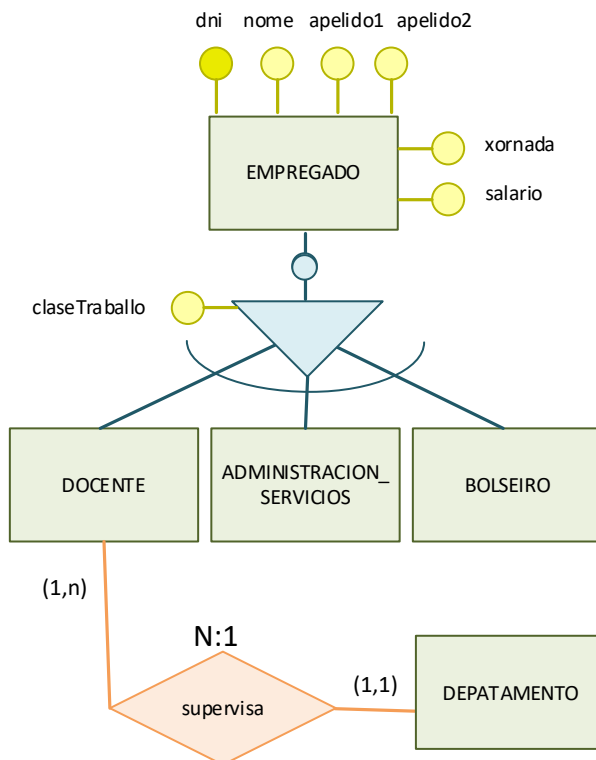 dni nome apelido1 apelido2
EMPREGADO
xornada
salario
claseTraballo
DOCENTE
ADMINISTRACION_
SERVICIOS
BOLSEIRO
(1,n)
N:1
supervisa
(1,1)
DEPATAMENTO